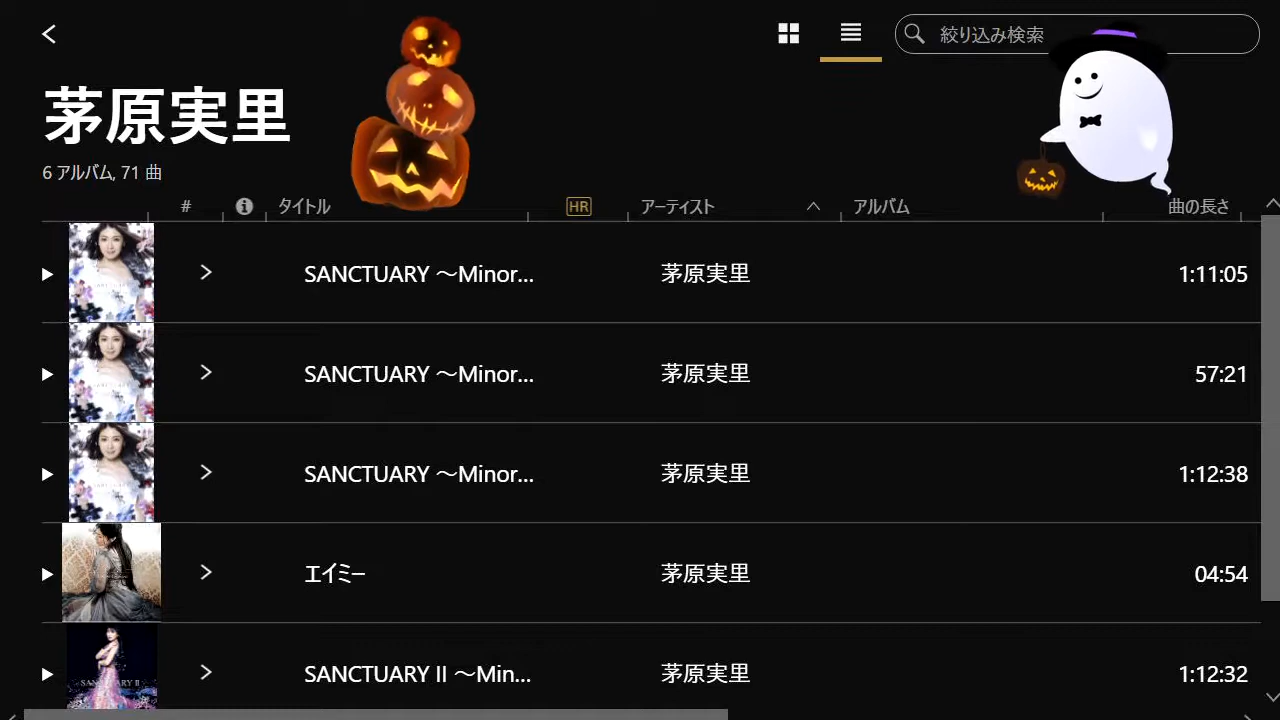 絞り込み検索
茅原実里
6 アルバム, 71 曲
# タイトル HR アーティスト アルバム 曲の長さ
SANCTUARY ～Minor... 茅原実里 1:11:05
SANCTUARY ～Minor... 茅原実里 57:21
SANCTUARY ～Minor... 茅原実里 1:12:38
エイミー 茅原実里 04:54
SANCTUARY II ～Min... 茅原実里 1:12:32
SANCTUARY II